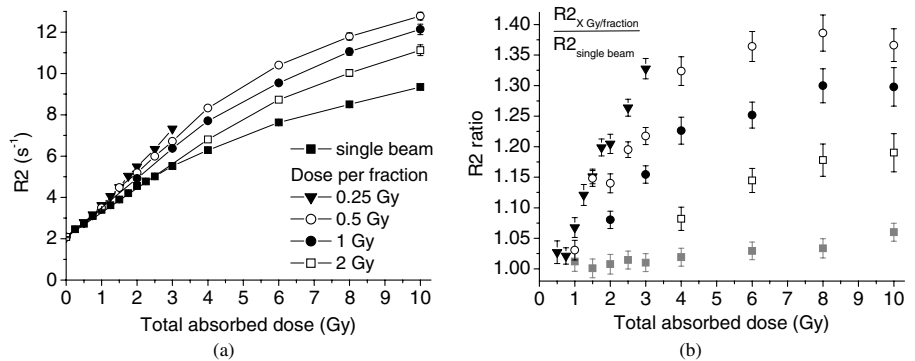 14
12
10
8
6
4
2
0
R2 (s-1)
single beam
Dose per fraction
0.25 Gy
0.5 Gy
1 Gy
2 Gy
0 1 2 3 4 5 6 7 8 9 10
Total absorbed dose (Gy)
(a)
R2X Gy/fraction
R2single beam
1.40
1.35
1.30
1.25
1.20
1.15
1.10
1.05
1.00
R2 ratio
0 1 2 3 4 5 6 7 8 9 10
Total absorbed dose (Gy)
(b)